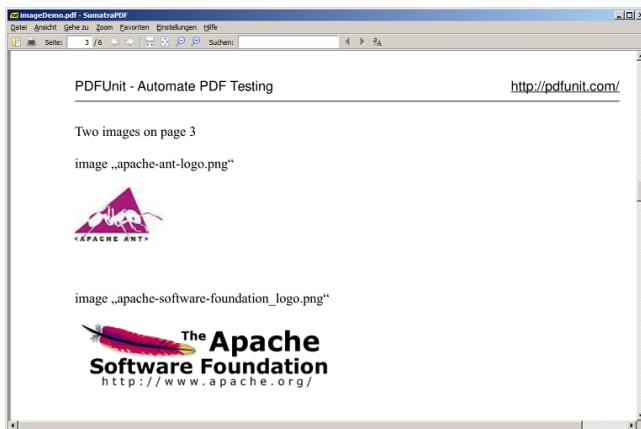 imageDemo.pdf - SumatraPDF
Datei Ansicht Gehe zu Zoom Favoriten Einstellungen Hilfe
Seite: 3 / 6 Suchen:
PDFUnit - Automate PDF Testing http://pdfunit.com/
Two images on page 3
image „apache-ant-logo.png“
<APACHE ANT>
image „apache-software-foundation_logo.png“
The Apache
Software Foundation
http://www.apache.org/